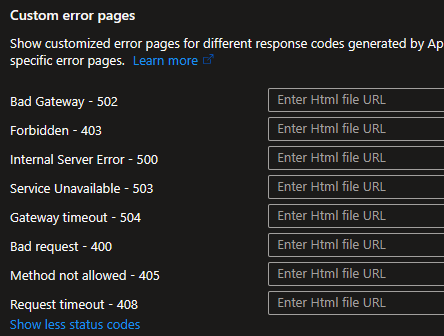 Custom error pages
Show customized error pages for different response codes generated by Ap
specific error pages. Learn more
Bad Gateway - 502 Enter Html file URL
Forbidden - 403 Enter Html file URL
Internal Server Error - 500 Enter Html file URL
Service Unavailable - 503 Enter Html file URL
Gateway timeout - 504 Enter Html file URL
Bad request - 400 Enter Html file URL
Method not allowed - 405 Enter Html file URL
Request timeout - 408 Enter Html file URL
Show less status codes